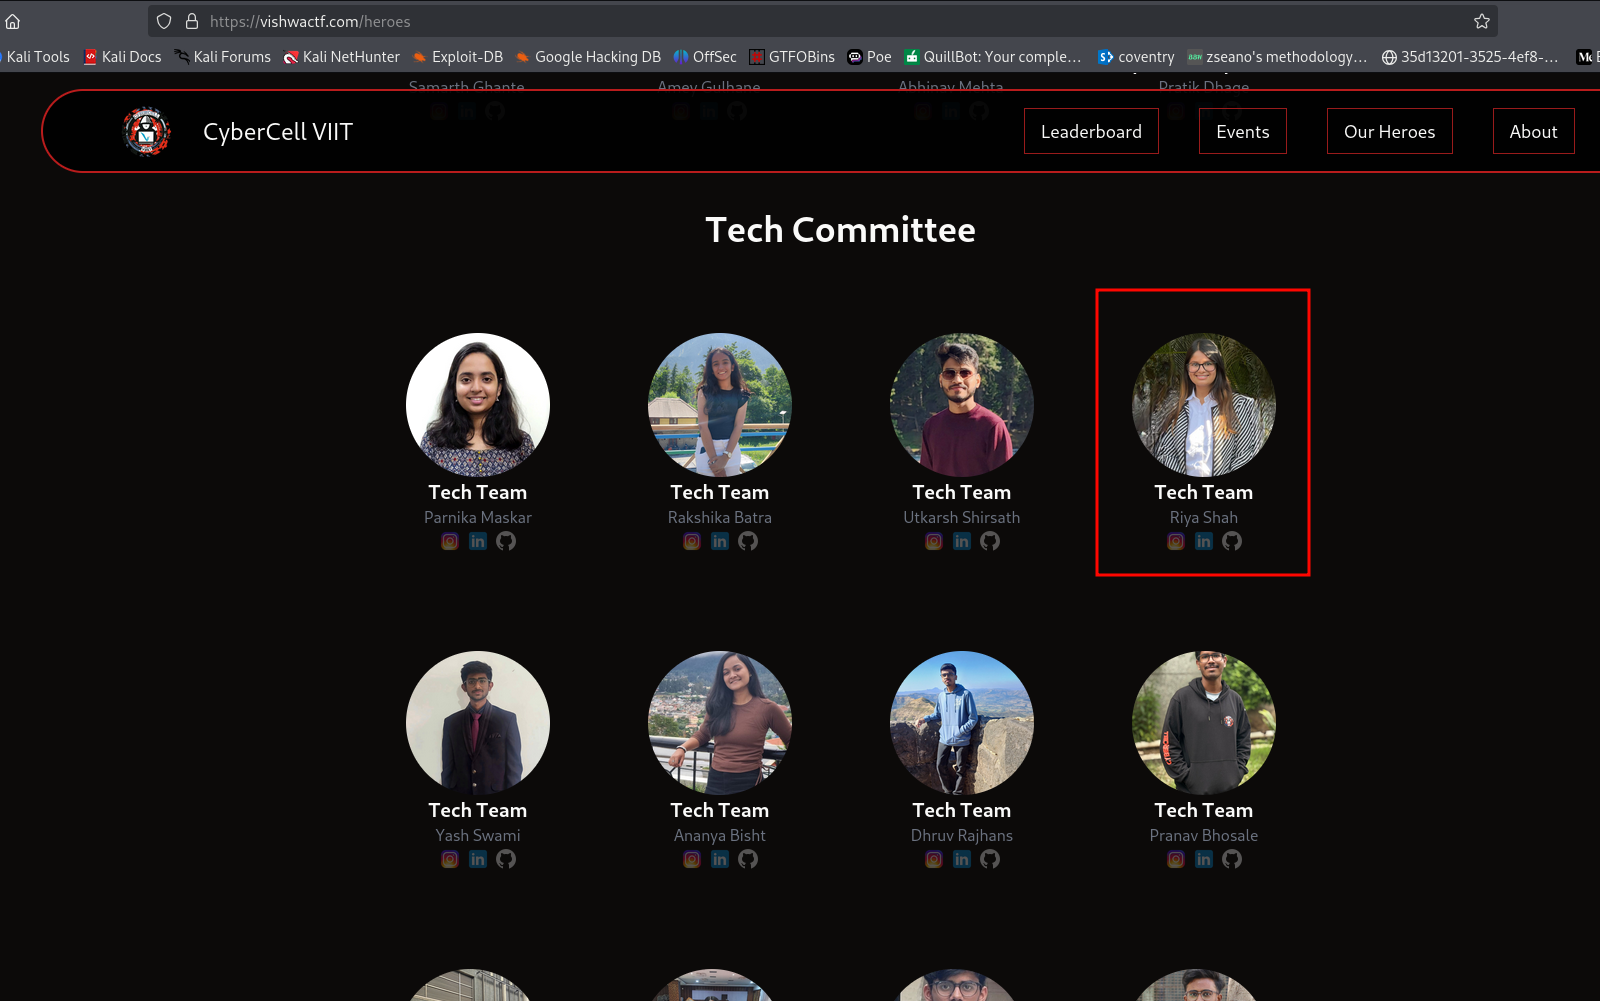 https://vishwactf.com/heroes
Kali Tools Kali Docs Kali Forums Kali NetHunter Exploit-DB Google Hacking DB OffSec GTFOBins Poe QuillBot: Your comple… coventry zseano's methodology… 35d13201-3525-4ef8-…
Samarth Ghante Amey Gulhane Abhinav Mehta Pratik Dhage
CyberCell VIIT Leaderboard Events Our Heroes About
Tech Committee
Tech Team Tech Team Tech Team Tech Team
Parnika Maskar Rakshika Batra Utkarsh Shirsath Riya Shah
Tech Team Tech Team Tech Team Tech Team
Yash Swami Ananya Bisht Dhruv Rajhans Pranav Bhosale